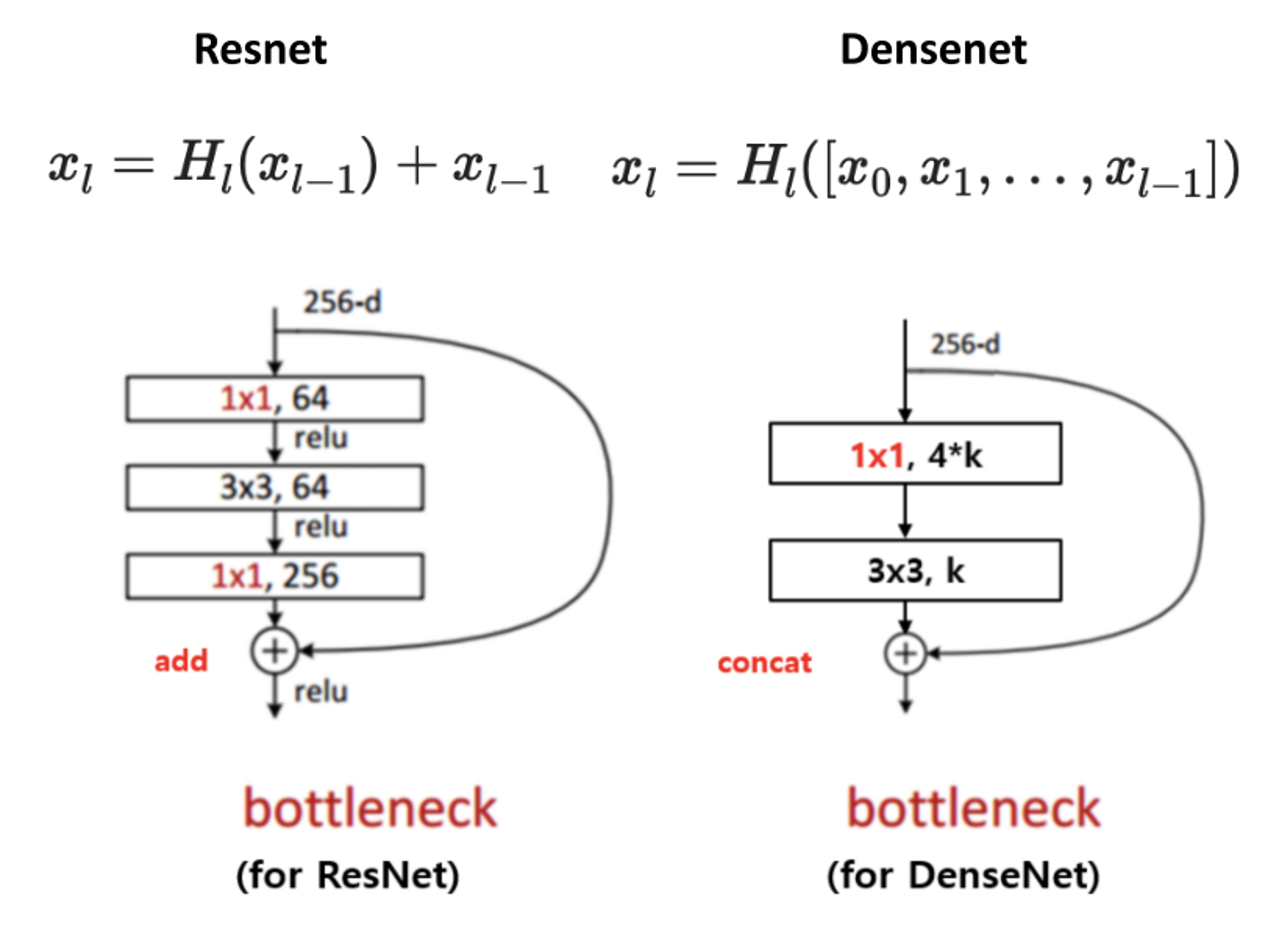 Resnet
x_l = H_l(x_{l-1}) + x_{l-1}
256-d
1x1, 64
relu
3x3, 64
relu
1x1, 256
add
+
relu
bottleneck
(for ResNet)
Densenet
x_l = H_l([x_0, x_1, ..., x_{l-1}])
256-d
1x1, 4*k
3x3, k
concat
+
bottleneck
(for DenseNet)